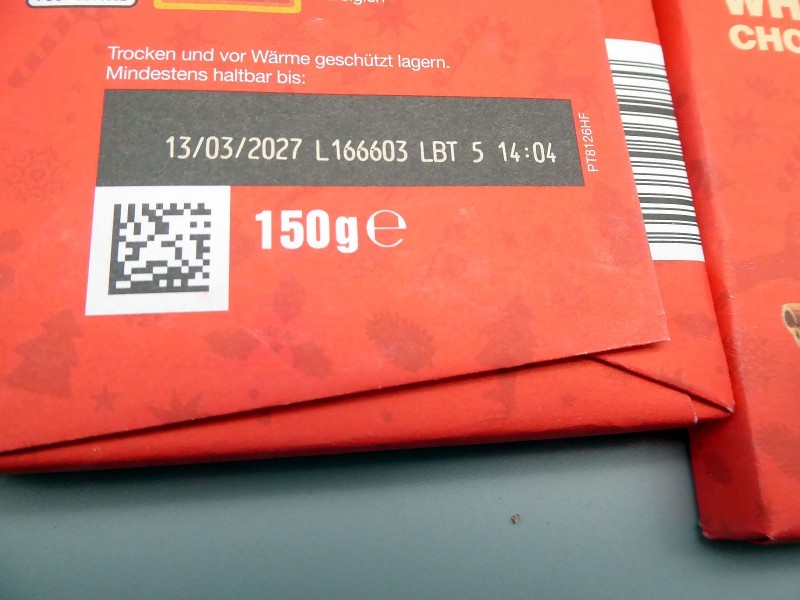 Trocken und vor Wärme geschützt lagern.
Mindestens haltbar bis:
13/03/2027 L166603 LBT 5 14:04
PT8126HF
150g ℮